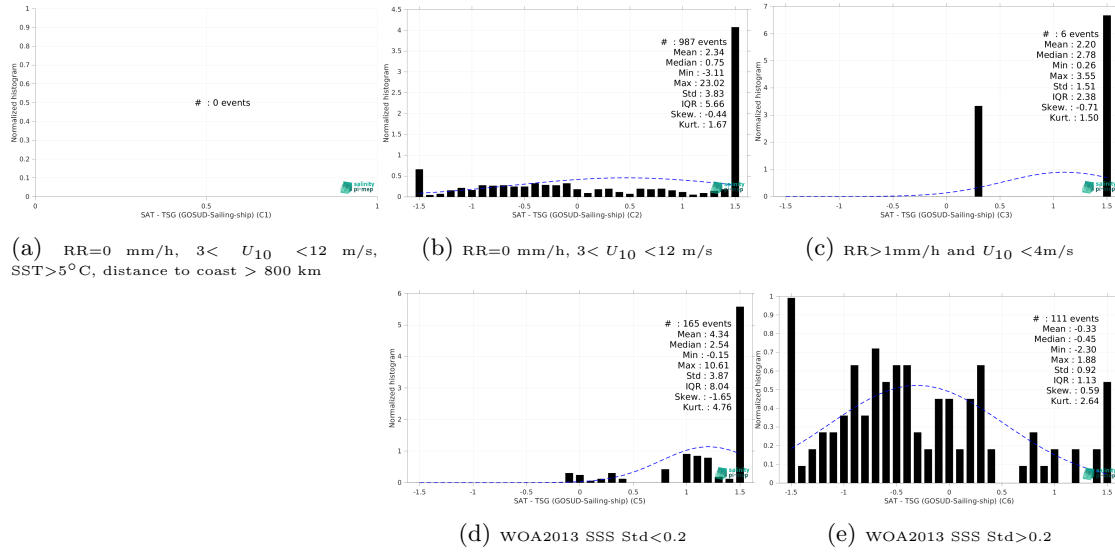 1
0.9
0.8
0.7
0.6
0.5
0.4
0.3
0.2
0.1
0
Normalized histogram
# : 0 events
salinity
pi-mep
0 0.5 1
SAT - TSG (GOSUD-Sailing-ship) (C1)
(a) RR=0 mm/h, 3< U10 <12 m/s,
SST>5°C, distance to coast > 800 km
4.5
4
3.5
3
2.5
2
1.5
1
0.5
0
Normalized histogram
# : 987 events
Mean : 2.34
Median : 0.75
Min : -3.11
Max : 23.02
Std : 3.83
IQR : 5.66
Skew. : -0.44
Kurt. : 1.67
salinity
pi-mep
-1.5 -1 -0.5 0 0.5 1 1.5
SAT - TSG (GOSUD-Sailing-ship) (C2)
(b) RR=0 mm/h, 3< U10 <12 m/s
7
6
5
4
3
2
1
0
Normalized histogram
# : 6 events
Mean : 2.20
Median : 2.78
Min : 0.26
Max : 3.55
Std : 1.51
IQR : 2.38
Skew. : -0.71
Kurt. : 1.50
salinity
pi-mep
-1.5 -1 -0.5 0 0.5 1 1.5
SAT - TSG (GOSUD-Sailing-ship) (C3)
(c) RR>1mm/h and U10 <4m/s
6
5
4
3
2
1
0
Normalized histogram
# : 165 events
Mean : 4.34
Median : 2.54
Min : -0.15
Max : 10.61
Std : 3.87
IQR : 8.04
Skew. : -1.65
Kurt. : 4.76
salinity
pi-mep
-1.5 -1 -0.5 0 0.5 1 1.5
SAT - TSG (GOSUD-Sailing-ship) (C5)
(d) WOA2013 SSS Std<0.2
1
0.9
0.8
0.7
0.6
0.5
0.4
0.3
0.2
0.1
0
Normalized histogram
# : 111 events
Mean : -0.33
Median : -0.45
Min : -2.30
Max : 1.88
Std : 0.92
IQR : 1.13
Skew. : 0.59
Kurt. : 2.64
salinity
pi-mep
-1.5 -1 -0.5 0 0.5 1 1.5
SAT - TSG (GOSUD-Sailing-ship) (C6)
(e) WOA2013 SSS Std>0.2